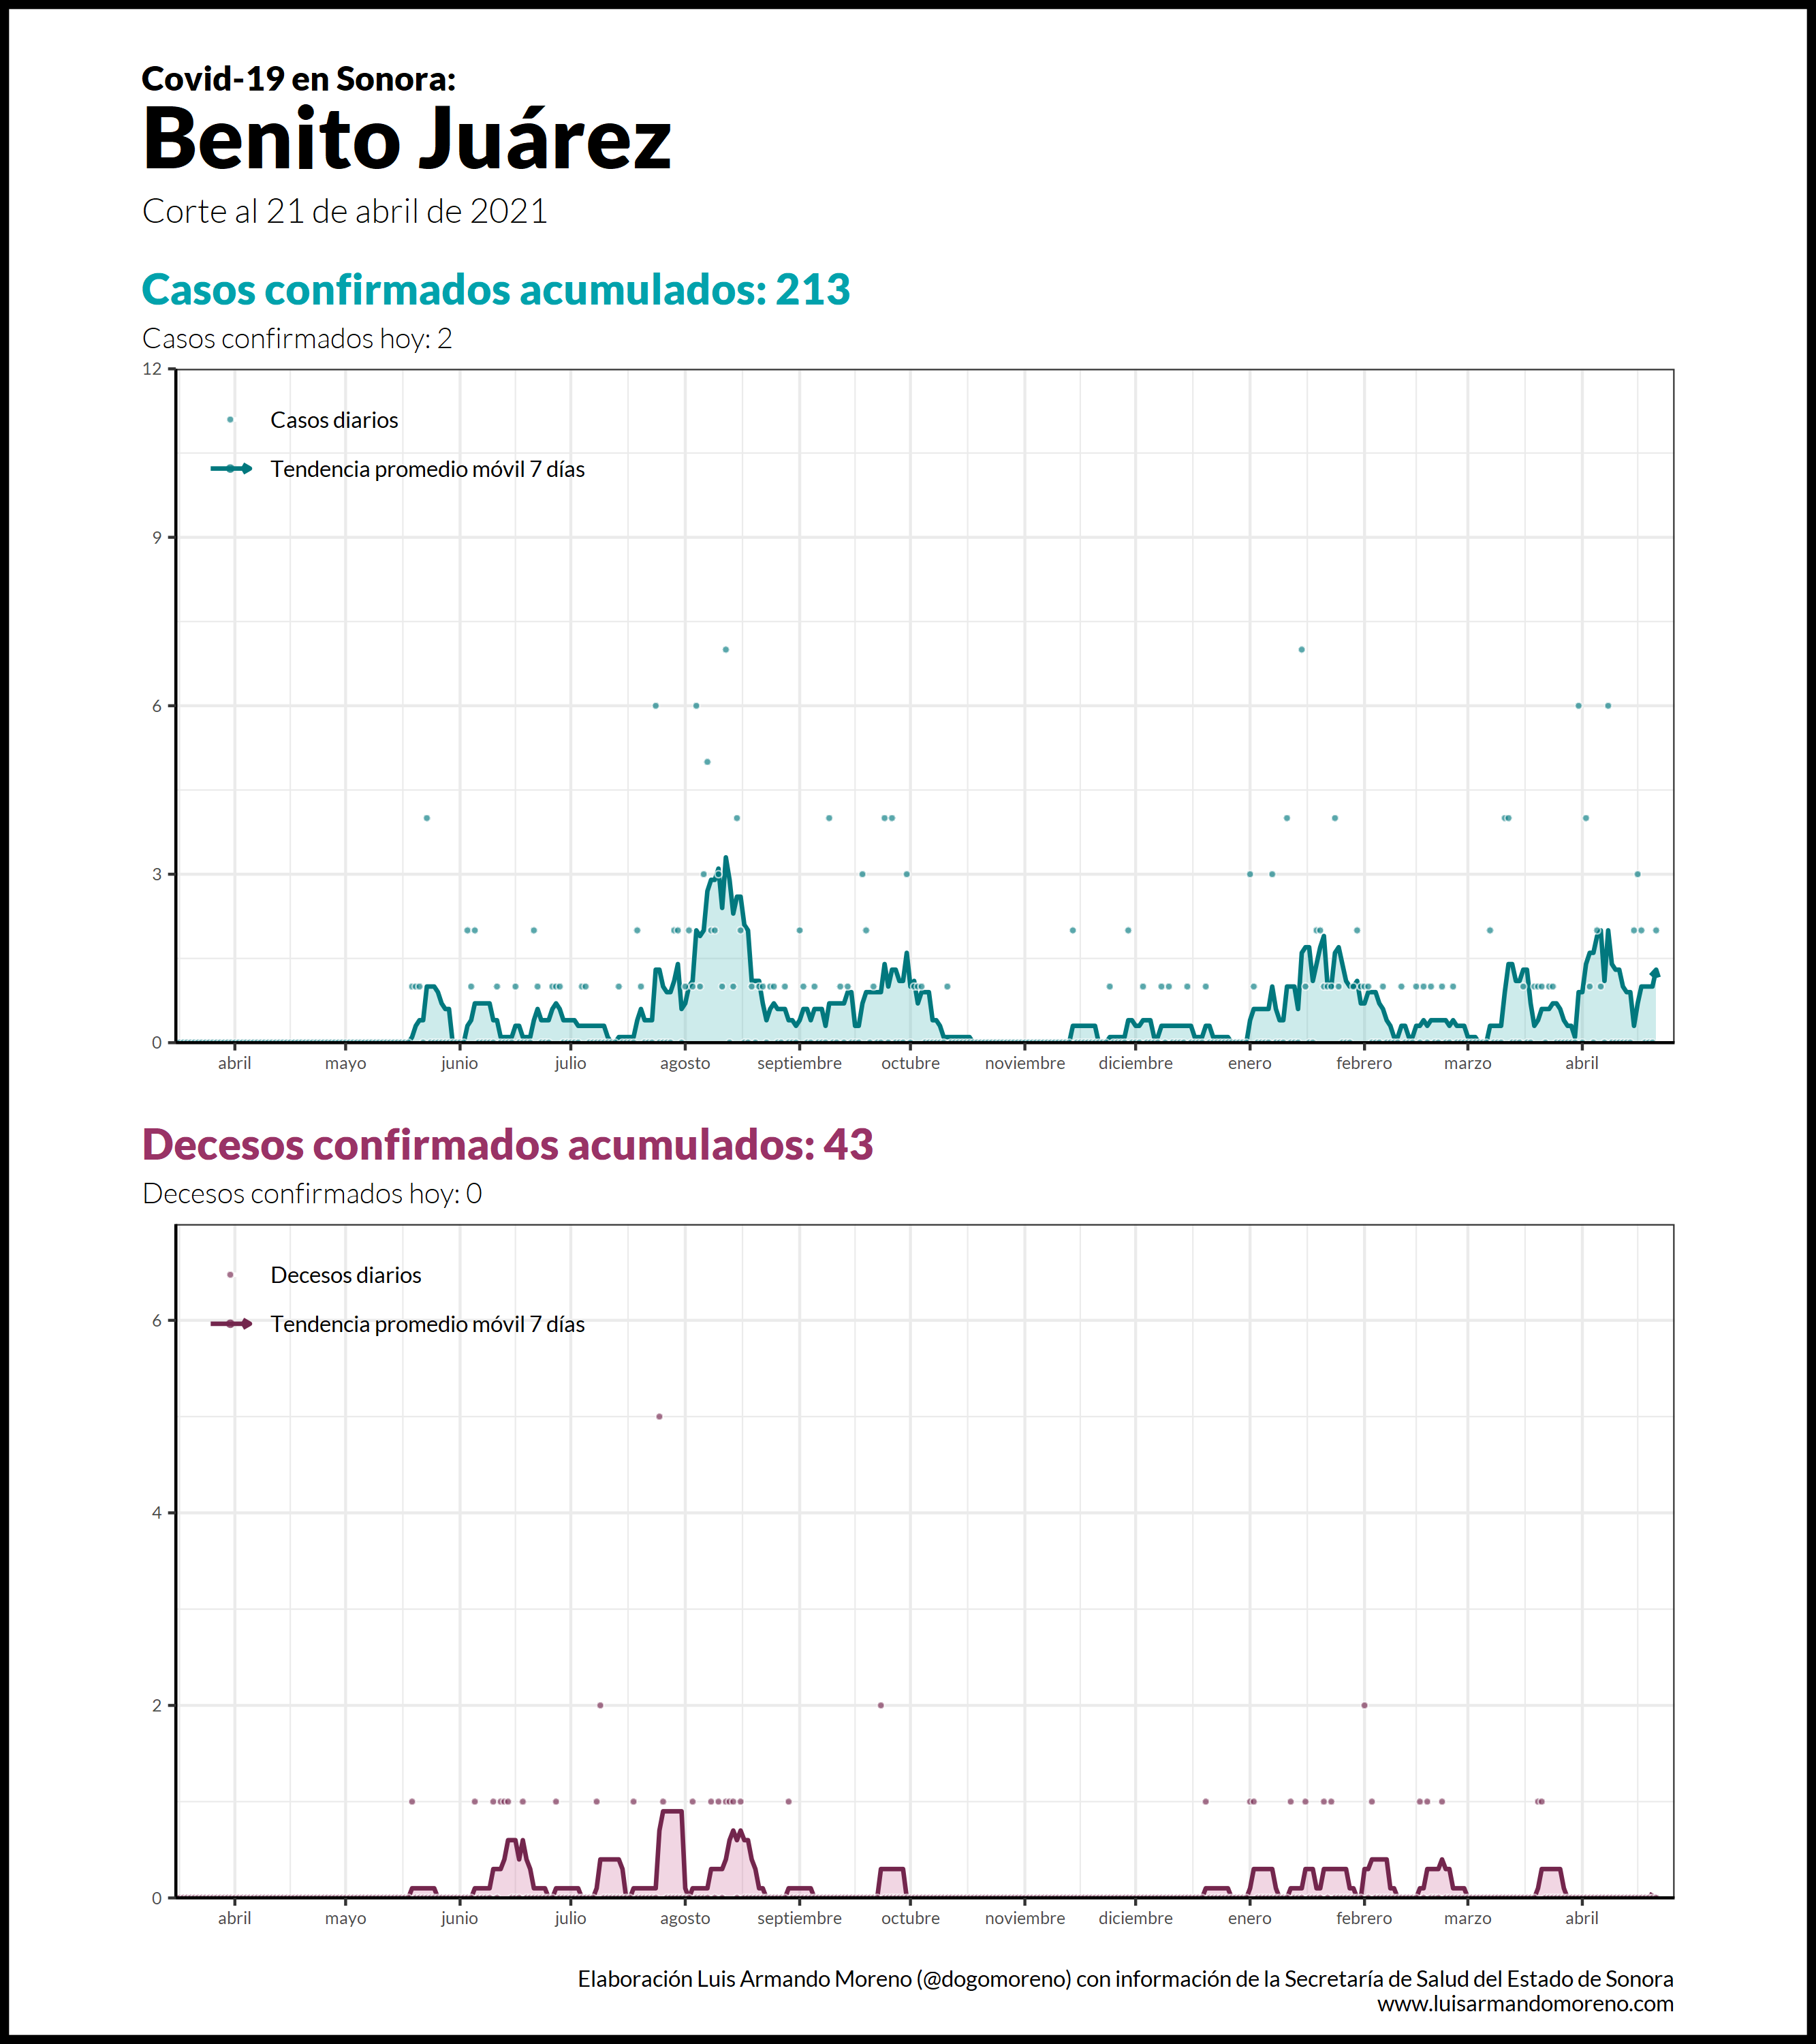 Covid-19 en Sonora:
Benito Juárez
Corte al 21 de abril de 2021
Casos confirmados acumulados: 213
Casos confirmados hoy: 2
12
9
6
3
0
Casos diarios
Tendencia promedio móvil 7 días
abril mayo junio julio agosto septiembre octubre noviembre diciembre enero febrero marzo abril
Decesos confirmados acumulados: 43
Decesos confirmados hoy: 0
6
4
2
0
Decesos diarios
Tendencia promedio móvil 7 días
abril mayo junio julio agosto septiembre octubre noviembre diciembre enero febrero marzo abril
Elaboración Luis Armando Moreno (@dogomoreno) con información de la Secretaría de Salud del Estado de Sonora
www.luisarmandomoreno.com